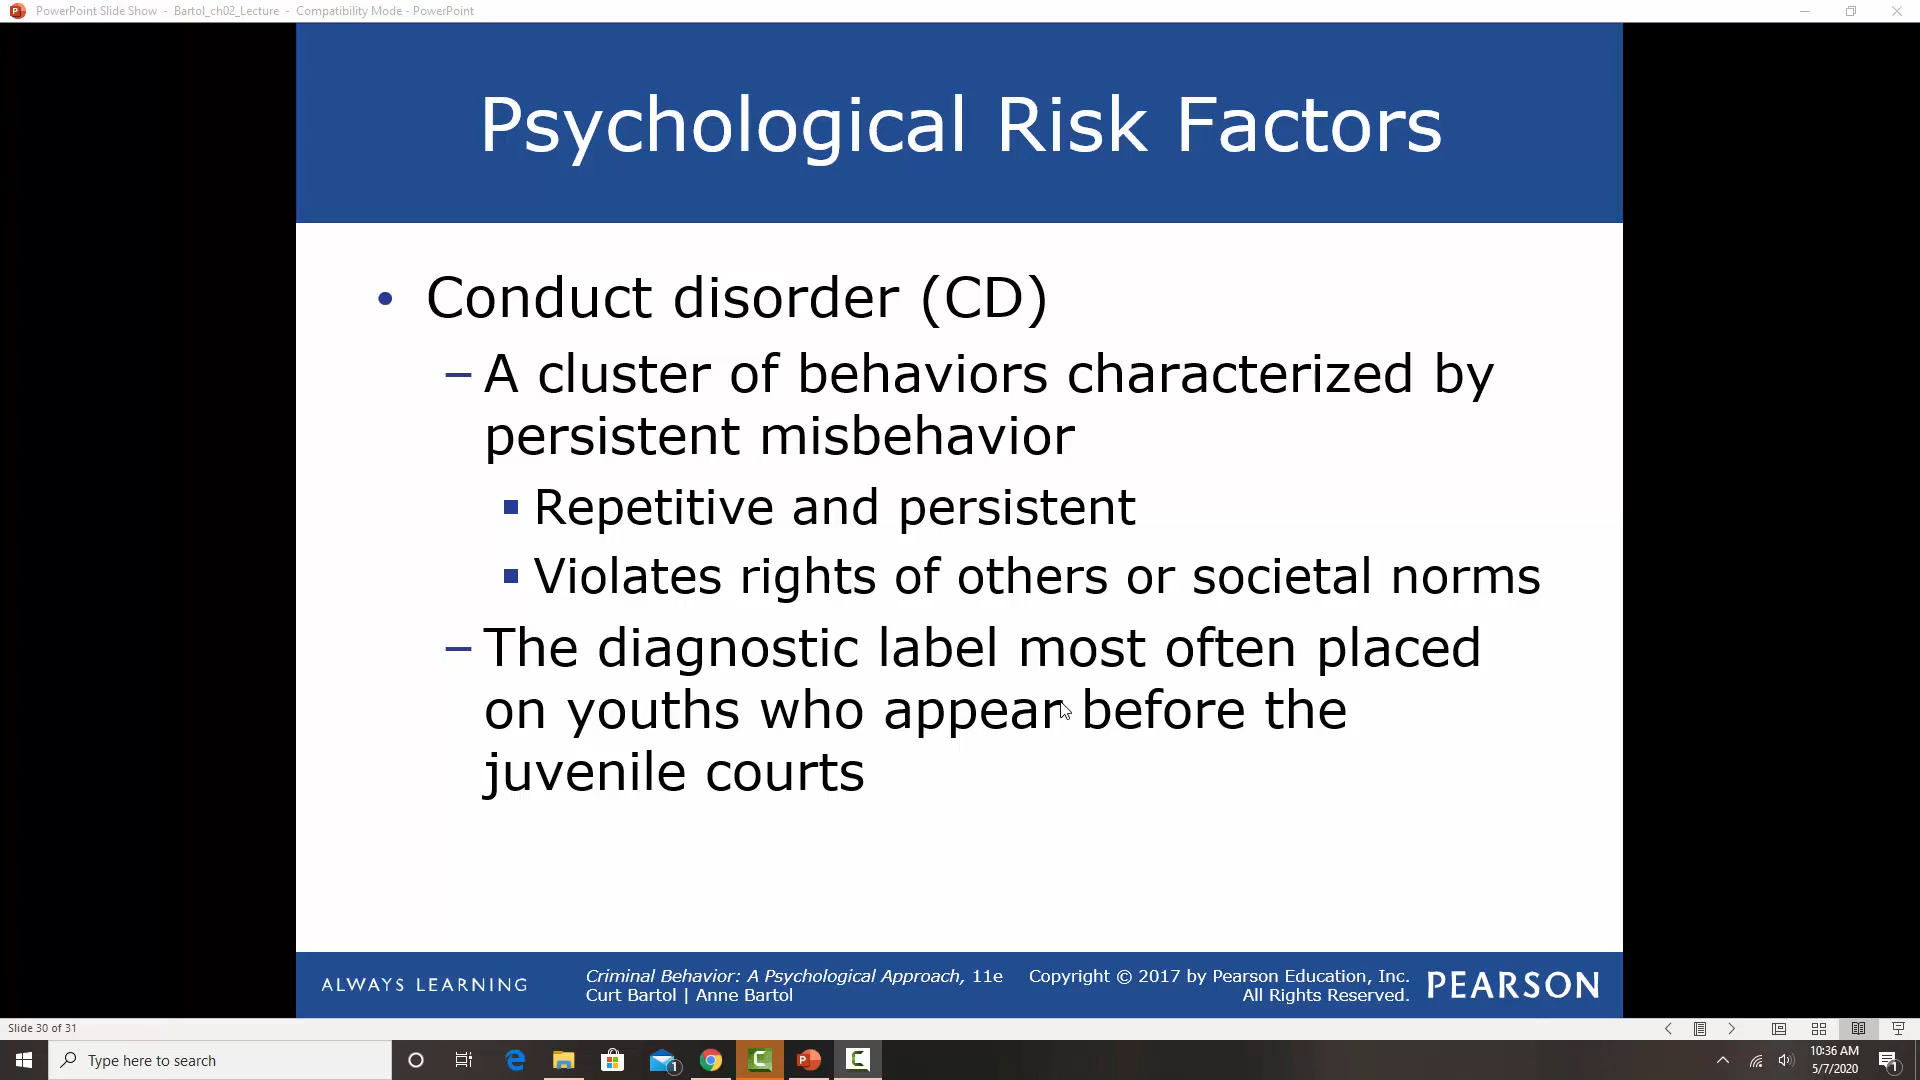 PowerPoint Slide Show - Bartol_ch02_Lecture - Compatibility Mode - PowerPoint
Psychological Risk Factors
• Conduct disorder (CD)
– A cluster of behaviors characterized by
persistent misbehavior
▪ Repetitive and persistent
▪ Violates rights of others or societal norms
– The diagnostic label most often placed
on youths who appear before the
juvenile courts
ALWAYS LEARNING
Criminal Behavior: A Psychological Approach, 11e
Curt Bartol | Anne Bartol
Copyright © 2017 by Pearson Education, Inc.
All Rights Reserved.
PEARSON
Slide 30 of 31
Type here to search
1
10:36 AM
5/7/2020
1